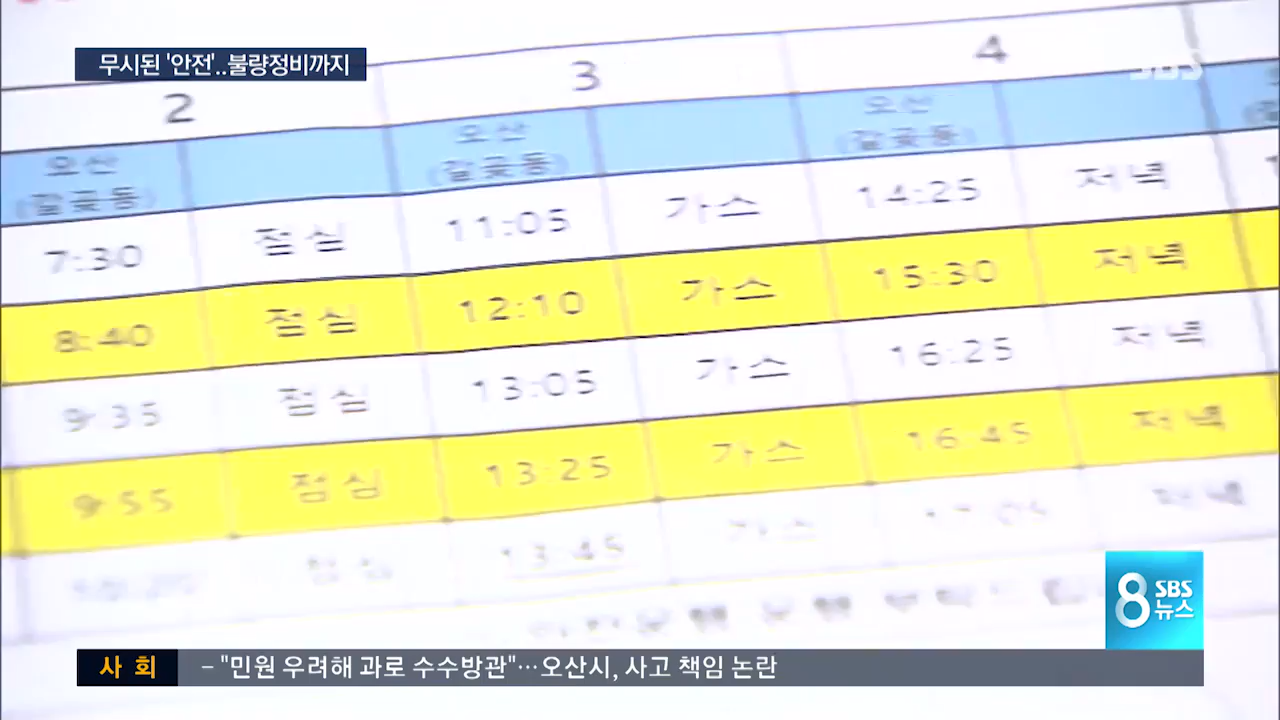 무시된 '안전'..불량정비까지
SBS
2 3 4
오산 오산 오산
(갈곶동) (갈곶동) (갈곶동)
7:30 점심 11:05 가스 14:25 저녁
8:40 점심 12:10 가스 15:30 저녁
9:35 점심 13:05 가스 16:25 저녁
9:55 점심 13:25 가스 16:45 저녁
점심 13:45 가스 저녁
8 SBS 뉴스
사회 -"민원 우려해 과로 수수방관"…오산시, 사고 책임 논란